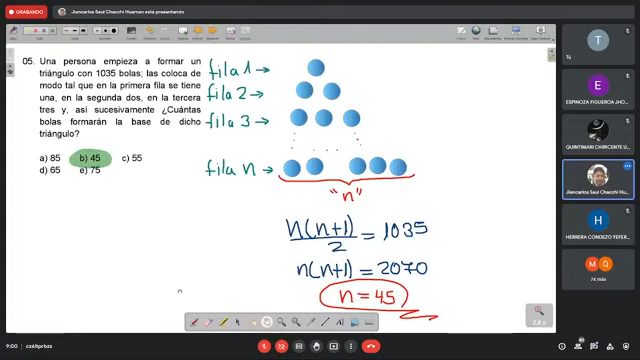 GRABANDO
Jiancarlos Saul Chacchi Huaman está presentando
05. Una persona empieza a formar un
triángulo con 1035 bolas; las coloca de
modo tal que en la primera fila se tiene
una, en la segunda dos, en la tercera
tres y, así sucesivamente ¿Cuántas
bolas formarán la base de dicho
triángulo?
a) 85 b) 45 c) 55
d) 65 e) 75
fila 1 →
fila 2 →
fila 3 →
fila n →
"n"
n(n+1)/2 = 1035
n(n+1) = 2070
n = 45
T
Tú
ESPINOZA FIGUEROA JHO...
QUINTIMARI CHIRICENTE U...
Jiancarlos Saul Chacchi Hua...
HERRERA CONDEZO YEFER...
M
Q
74 más
9:00 | cz6ltprbzs